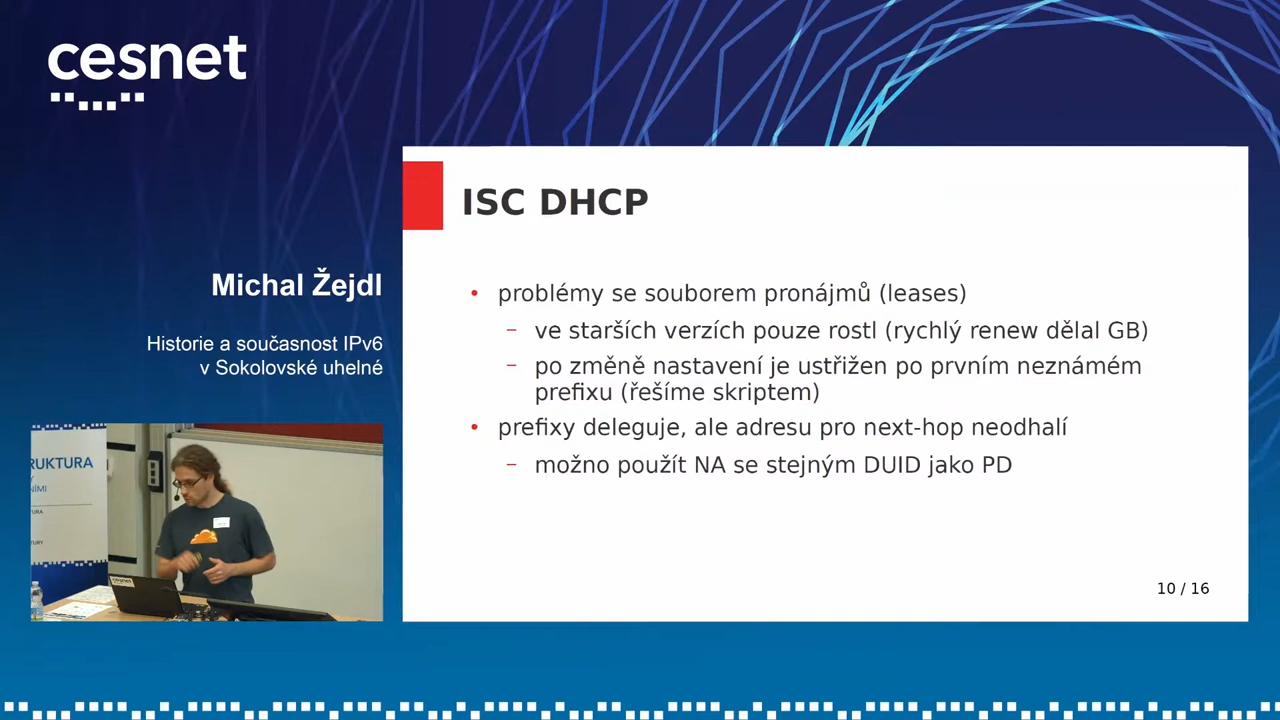 cesnet
ISC DHCP
Michal Žejdl
Historie a současnost IPv6
v Sokolovské uhelné
• problémy se souborem pronájmů (leases)
– ve starších verzích pouze rostl (rychlý renew dělal GB)
– po změně nastavení je ustřižen po prvním neznámém
prefixu (řešíme skriptem)
• prefixy deleguje, ale adresu pro next-hop neodhalí
– možno použít NA se stejným DUID jako PD
10 / 16
RUKTURA
cesnet